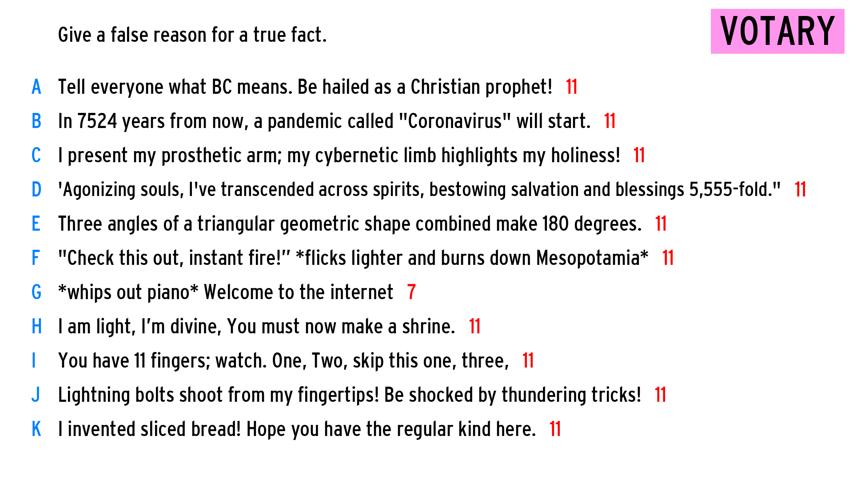 Give a false reason for a true fact.
VOTARY
A Tell everyone what BC means. Be hailed as a Christian prophet! 11
B In 7524 years from now, a pandemic called "Coronavirus" will start. 11
C I present my prosthetic arm; my cybernetic limb highlights my holiness! 11
D 'Agonizing souls, I've transcended across spirits, bestowing salvation and blessings 5,555-fold." 11
E Three angles of a triangular geometric shape combined make 180 degrees. 11
F "Check this out, instant fire!” *flicks lighter and burns down Mesopotamia* 11
G *whips out piano* Welcome to the internet 7
H I am light, I’m divine, You must now make a shrine. 11
I You have 11 fingers; watch. One, Two, skip this one, three, 11
J Lightning bolts shoot from my fingertips! Be shocked by thundering tricks! 11
K I invented sliced bread! Hope you have the regular kind here. 11